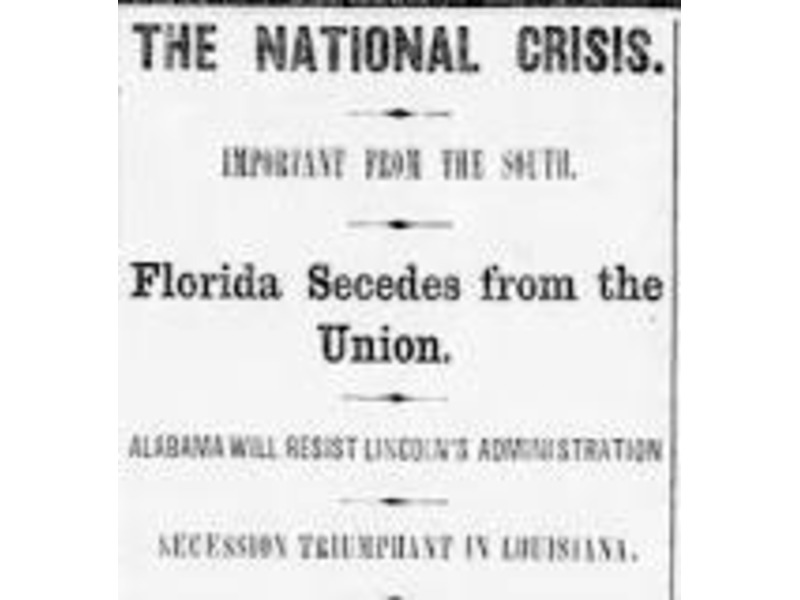 THE NATIONAL CRISIS.
IMPORTANT FROM THE SOUTH.
Florida Secedes from the
Union.
ALABAMA WILL RESIST LINCOLN'S ADMINISTRATION
SECESSION TRIUMPHANT IN LOUISIANA.